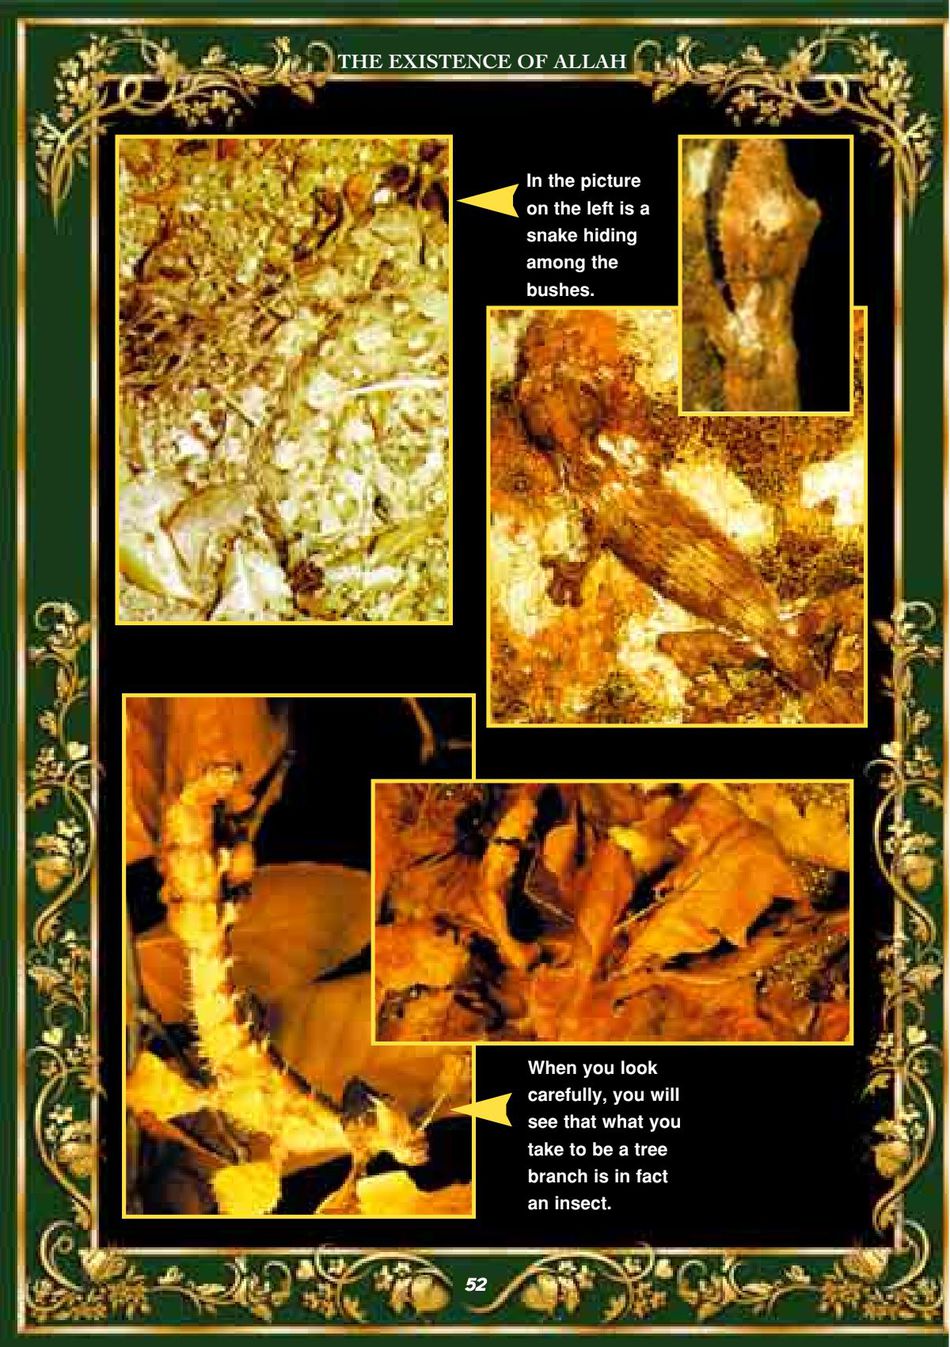 THE EXISTENCE OF ALLAH
In the picture
on the left is a
snake hiding
among the
bushes.
When you look
carefully, you will
see that what you
take to be a tree
branch is in fact
an insect.
52